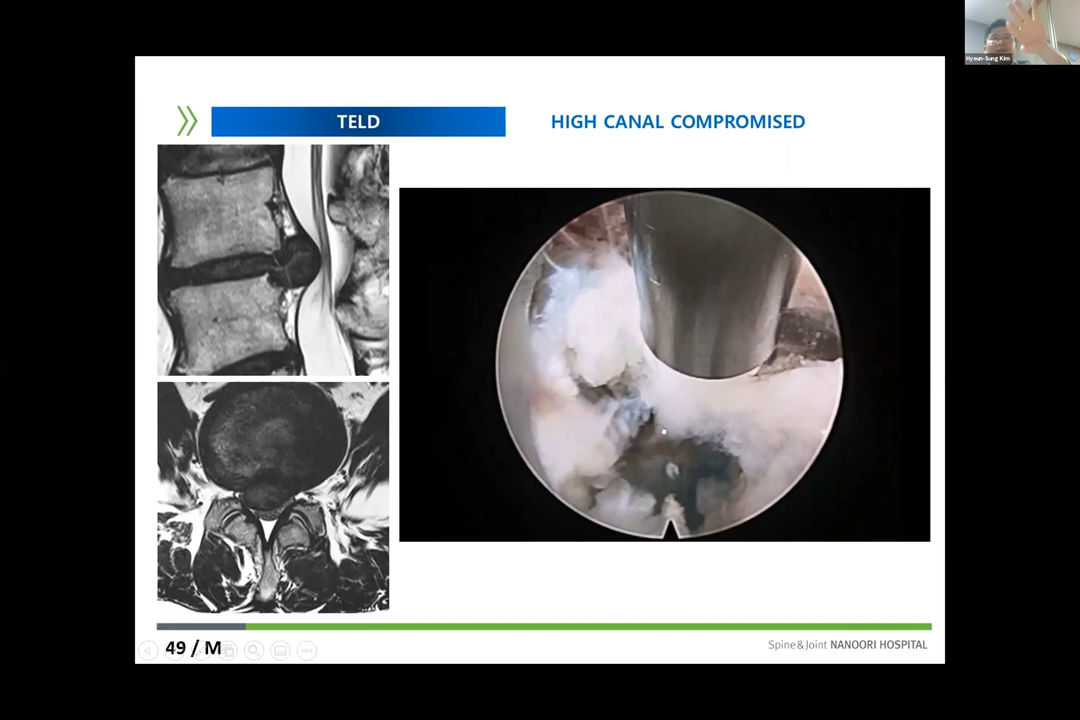 Hyeun-Sung Kim
TELD
HIGH CANAL COMPROMISED
49 / M
Spine&Joint NANOORI HOSPITAL